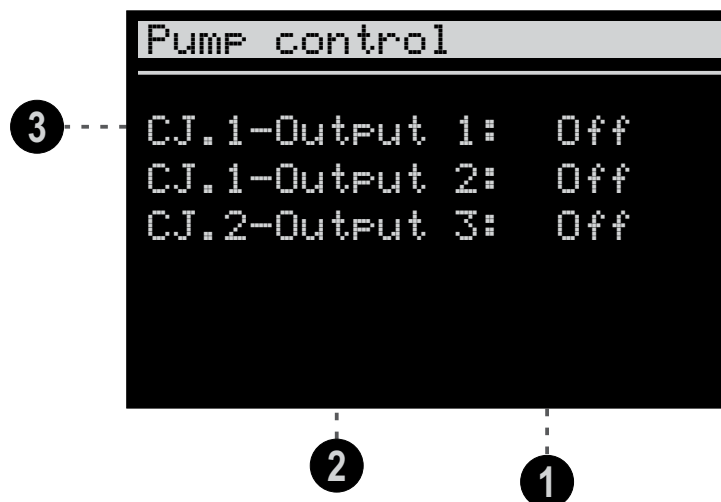 Pump control
3
CJ.1-Output 1: Off
CJ.1-Output 2: Off
CJ.2-Output 3: Off
2
1